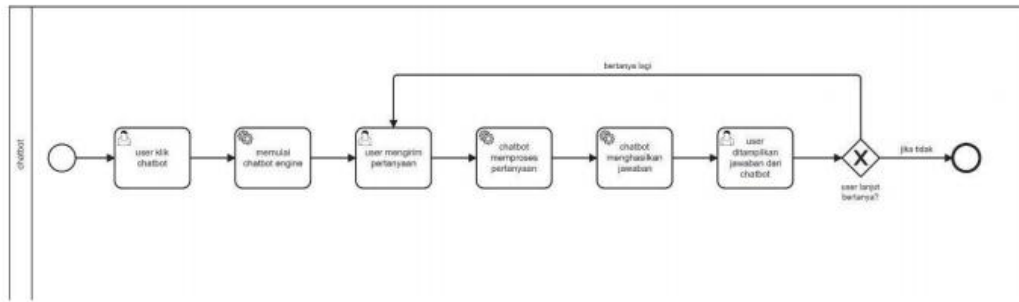 chatbot
user klik
chatbot
memulai
chatbot engine
user mengirim
pertanyaan
chatbot
memproses
pertanyaan
chatbot
menghasilkan
jawaban
user
ditampilkan
jawaban dari
chatbot
bertanya lagi
user lanjut
bertanya?
jika tidak